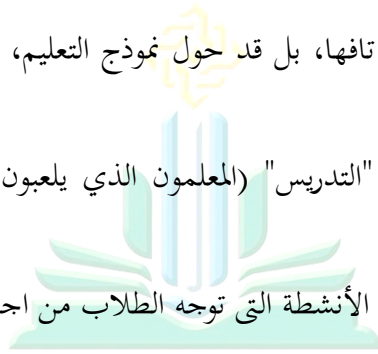 تافها، بل قد حول نموذج التعليم،
"التدريس" (المعلمون الذي يلعبون
الأنشطة التى توجه الطلاب من اجـ